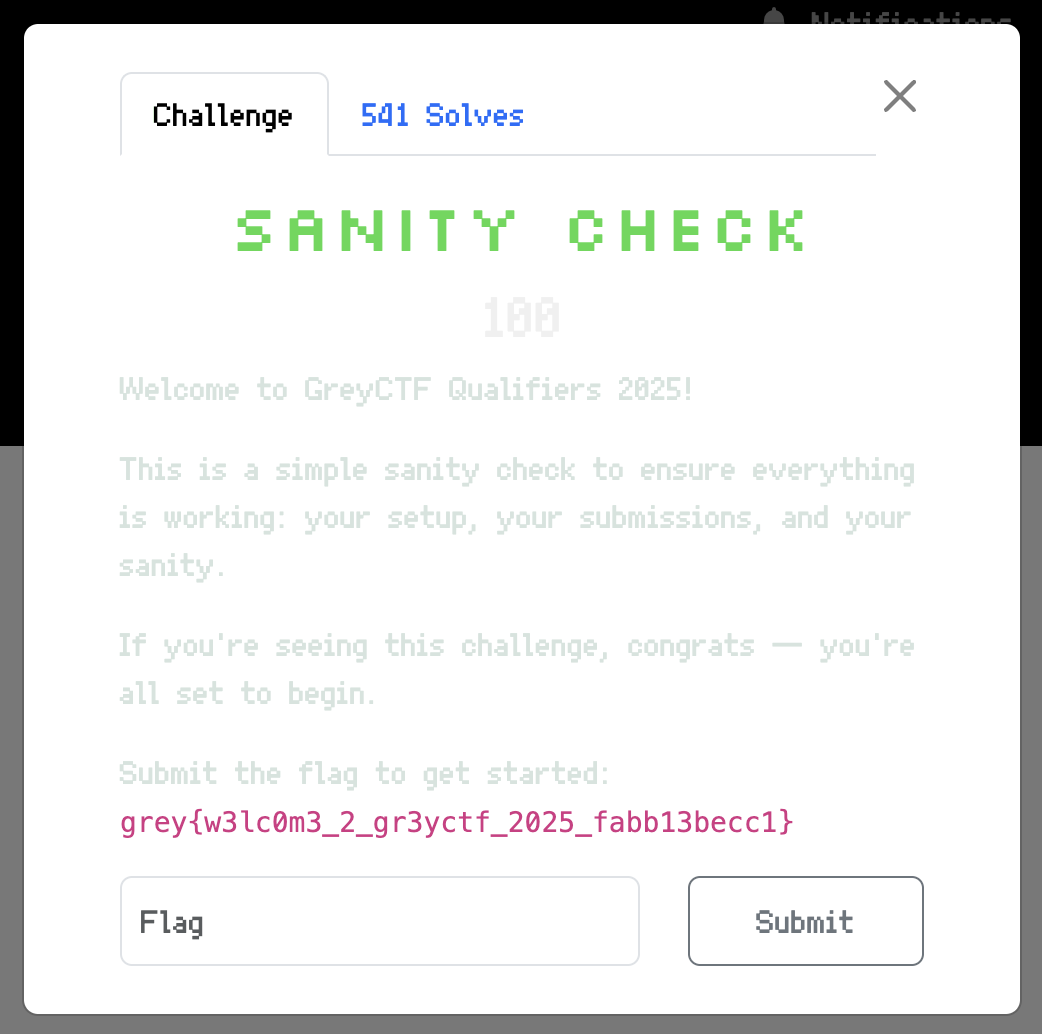 Notifications
Challenge
541 Solves
SANITY CHECK
100
Welcome to GreyCTF Qualifiers 2025!
This is a simple sanity check to ensure everything
is working: your setup, your submissions, and your
sanity.
If you're seeing this challenge, congrats — you're
all set to begin.
Submit the flag to get started:
grey{w3lc0m3_2_gr3yctf_2025_fabb13becc1}
Flag
Submit